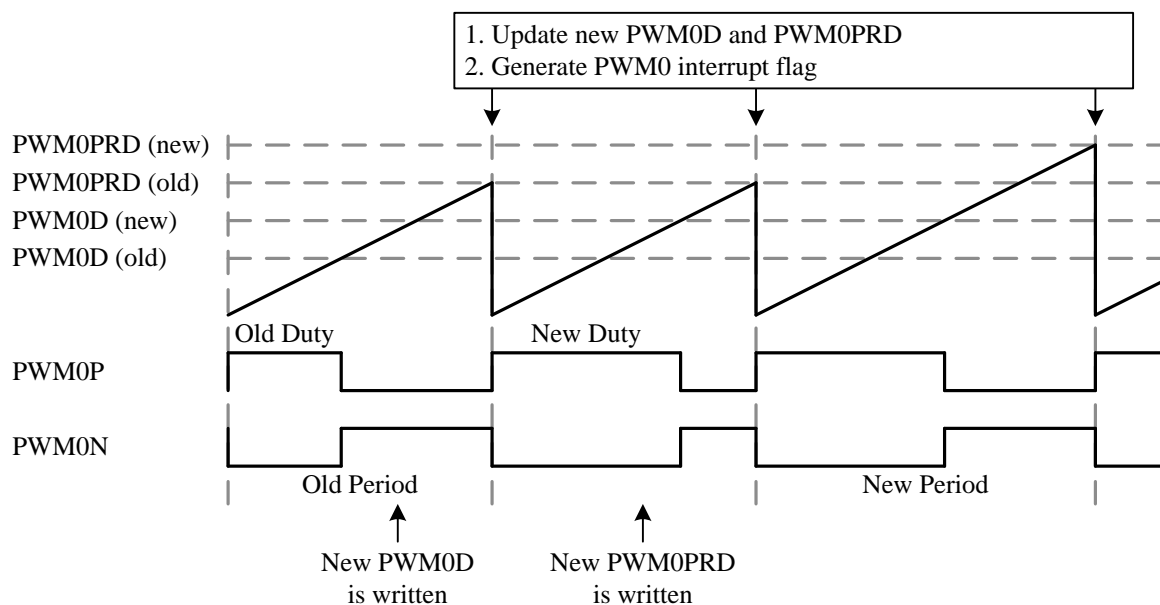 1. Update new PWM0D and PWM0PRD
2. Generate PWM0 interrupt flag
PWM0PRD (new)
PWM0PRD (old)
PWM0D (new)
PWM0D (old)
Old Duty
New Duty
PWM0P
PWM0N
Old Period
New Period
New PWM0D
is written
New PWM0PRD
is written